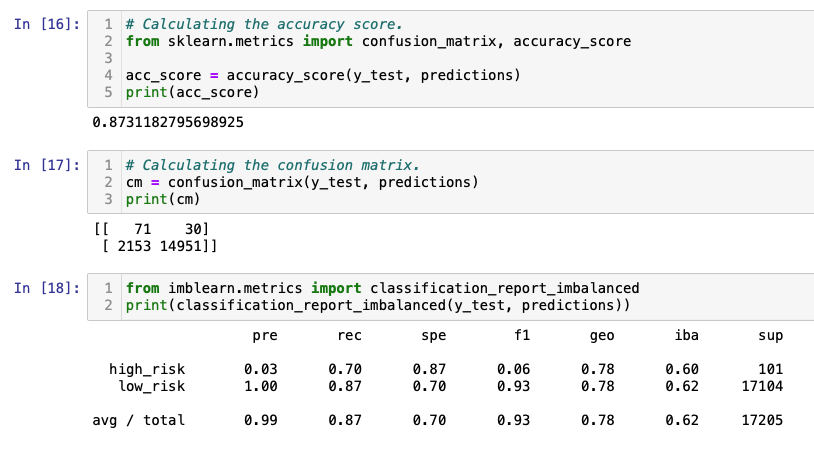 In [16]:
1 # Calculating the accuracy score.
2 from sklearn.metrics import confusion_matrix, accuracy_score
3
4 acc_score = accuracy_score(y_test, predictions)
5 print(acc_score)
0.8731182795698925
In [17]:
1 # Calculating the confusion matrix.
2 cm = confusion_matrix(y_test, predictions)
3 print(cm)
[[   71    30]
 [ 2153 14951]]
In [18]:
1 from imblearn.metrics import classification_report_imbalanced
2 print(classification_report_imbalanced(y_test, predictions))
pre rec spe f1 geo iba sup
high_risk 0.03 0.70 0.87 0.06 0.78 0.60 101
low_risk 1.00 0.87 0.70 0.93 0.78 0.62 17104
avg / total 0.99 0.87 0.70 0.93 0.78 0.62 17205